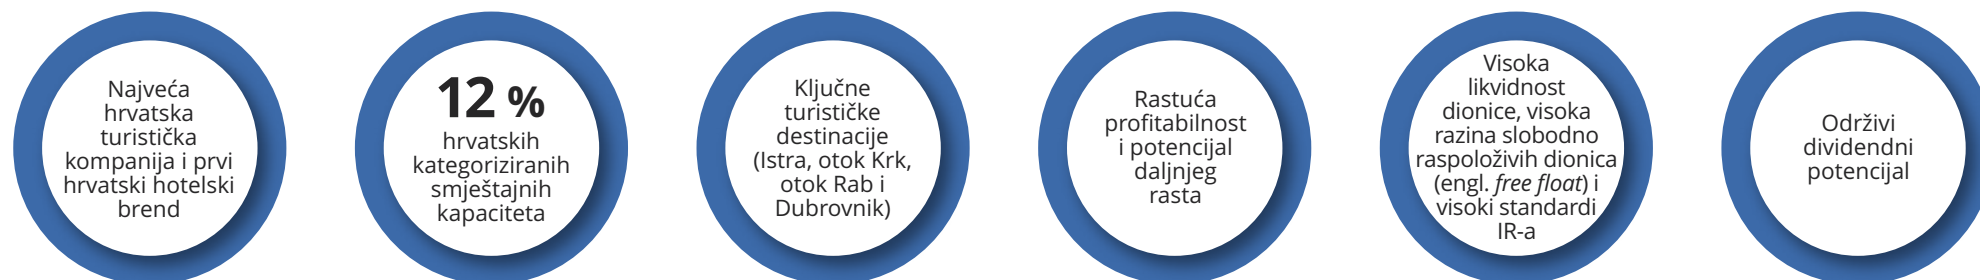 Najveća
hrvatska
turistička
kompanija i prvi
hrvatski hotelski
brend
12 %
hrvatskih
kategoriziranih
smještajnih
kapaciteta
Ključne
turističke
destinacije
(Istra, otok Krk,
otok Rab i
Dubrovnik)
Rastuća
profitabilnost
i potencijal
daljnjeg
rasta
Visoka
likvidnost
dionice, visoka
razina slobodno
raspoloživih dionica
(engl. free float) i
visoki standardi
IR-a
Održivi
dividendni
potencijal